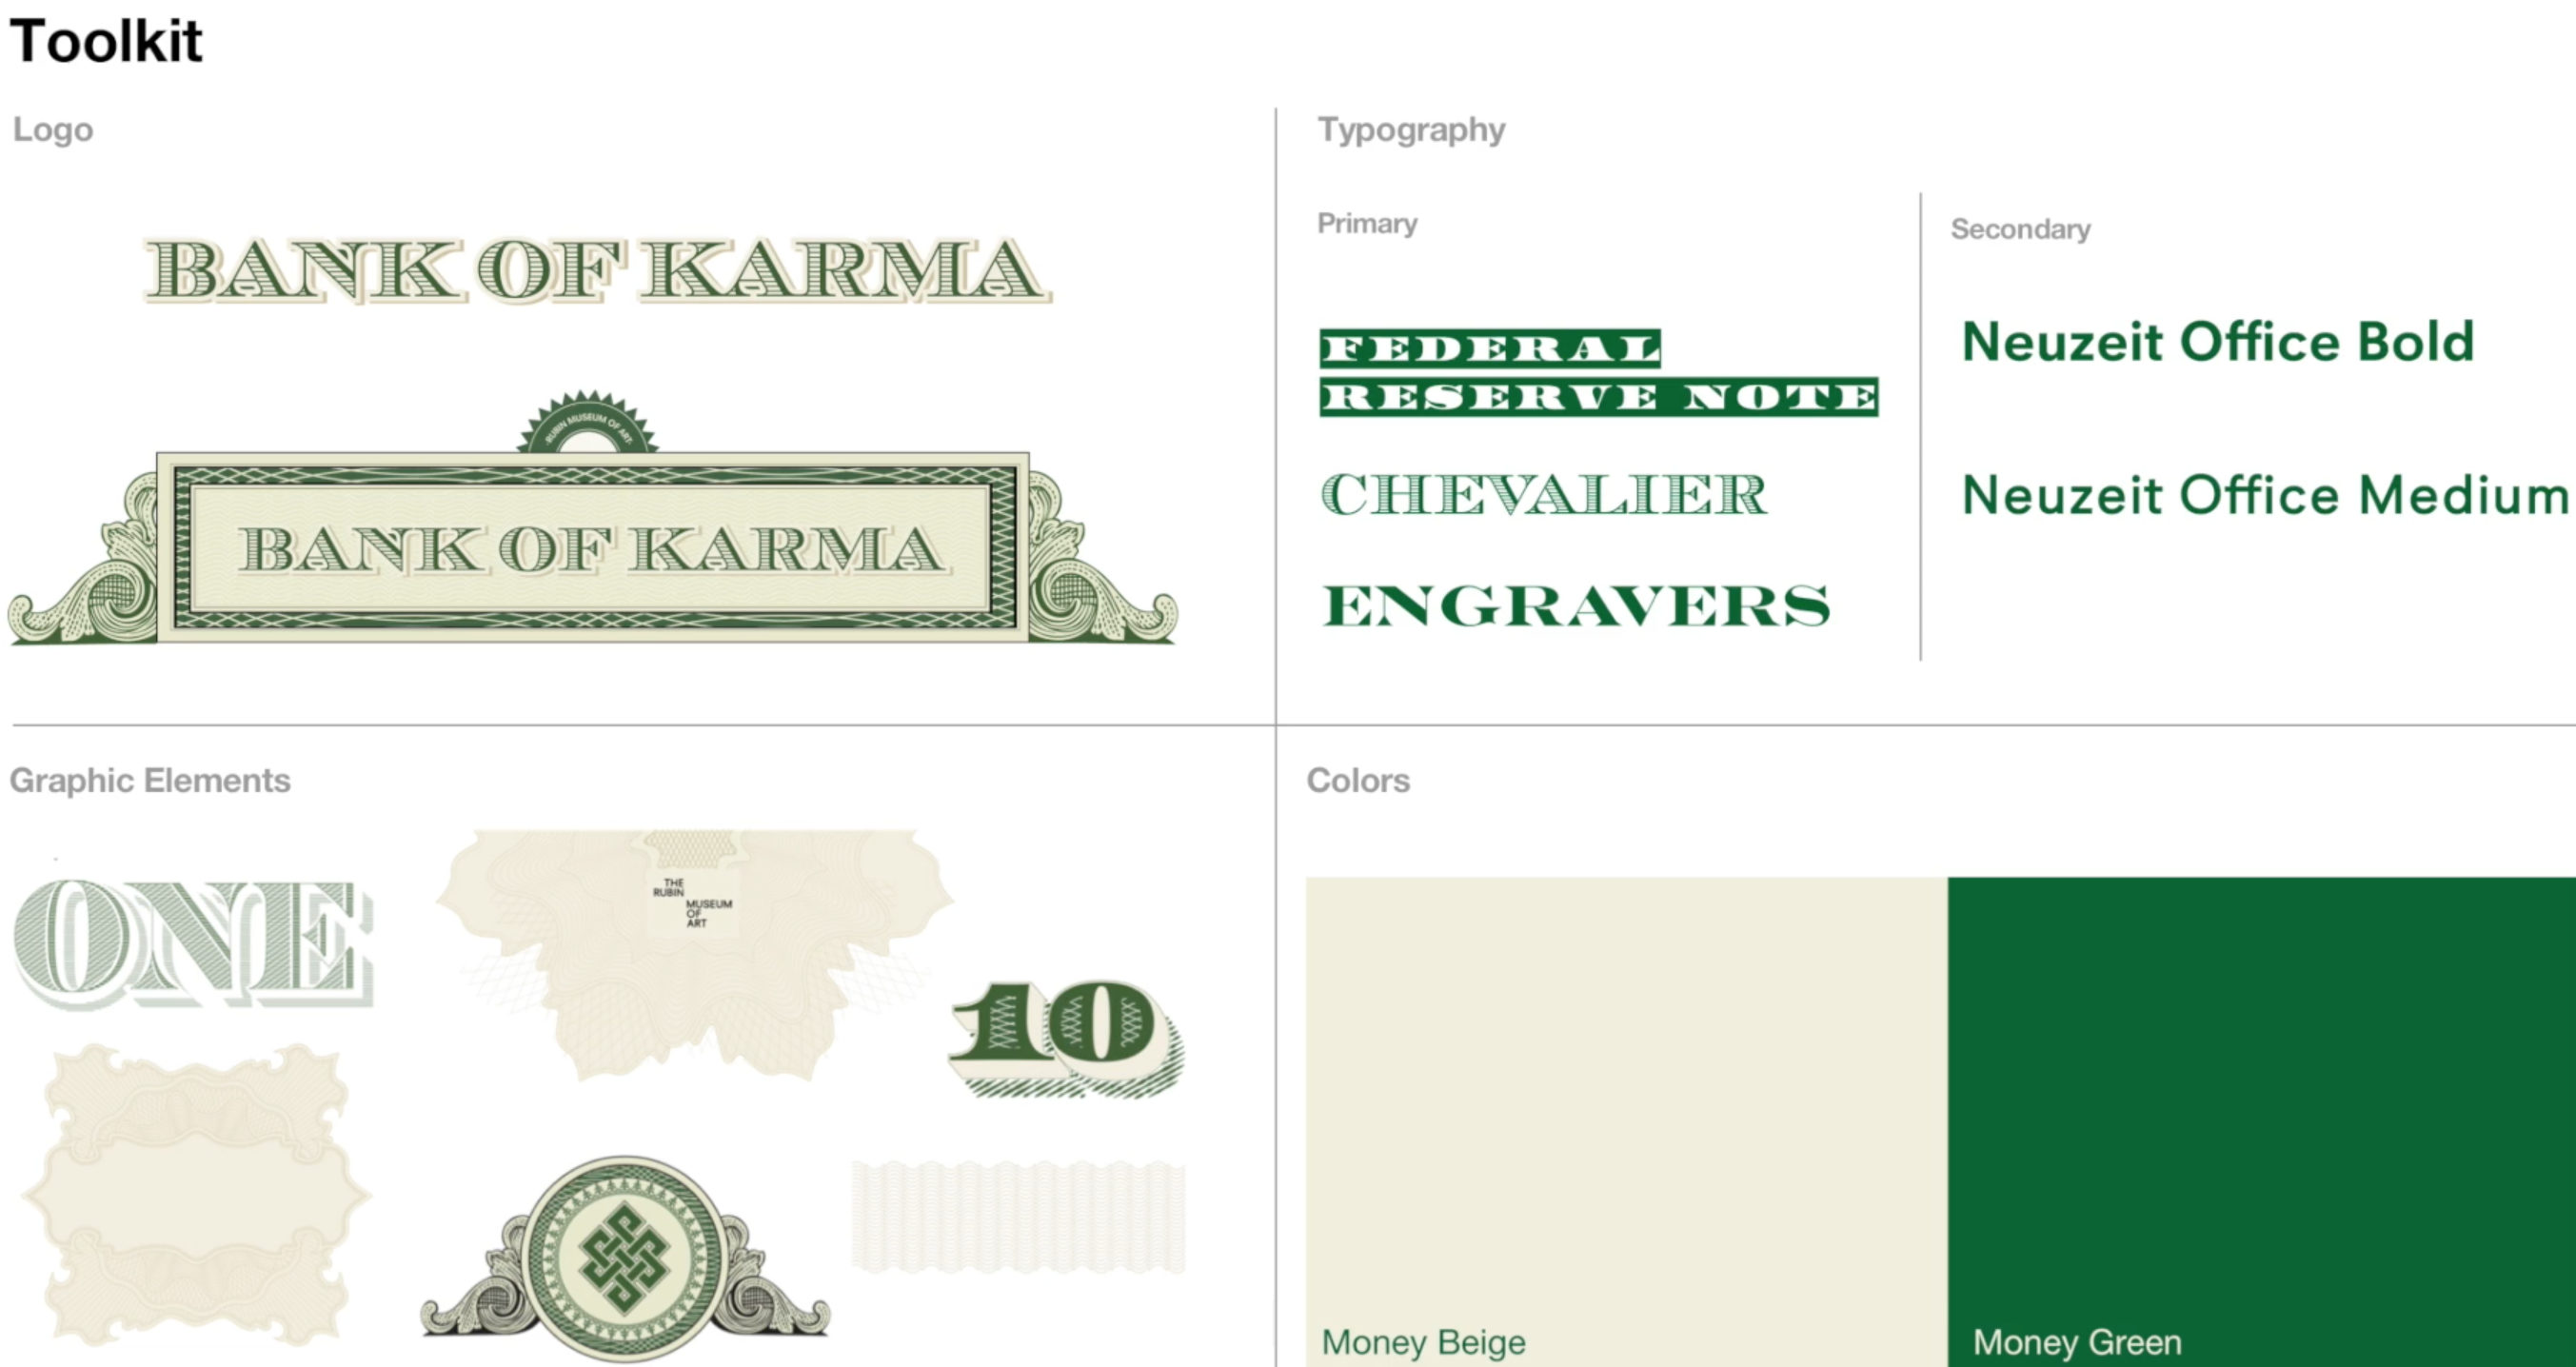 Toolkit
Logo
BANK OF KARMA
·RUBIN MUSEUM OF ART·
BANK OF KARMA
Typography
Primary
FEDERAL
RESERVE NOTE
CHEVALIER
ENGRAVERS
Secondary
Neuzeit Office Bold
Neuzeit Office Medium
Graphic Elements
ONE
THE
RUBIN
MUSEUM
OF
ART
10
Colors
Money Beige
Money Green